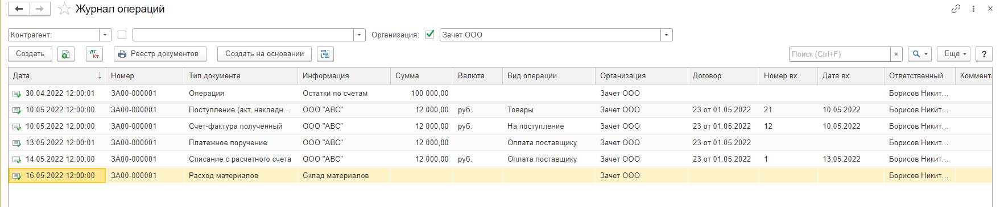 Журнал операций
Контрагент: Организация: Зачет ООО
Создать Дт Кт Реестр документов Создать на основании Поиск (Ctrl+F) × Еще ?
Дата ↓ Номер Тип документа Информация Сумма Валюта Вид операции Организация Договор Номер вх. Дата вх. Ответственный Коммента
30.04.2022 12:00:01 ЗА00-000001 Операция Остатки по счетам 100 000,00 Зачет ООО Борисов Никит...
10.05.2022 12:00:00 ЗА00-000001 Поступление (акт, накладн... ООО "АВС" 12 000,00 руб. Товары Зачет ООО 23 от 01.05.2022 21 10.05.2022 Борисов Никит...
10.05.2022 12:00:00 ЗА00-000001 Счет-фактура полученный ООО "АВС" 12 000,00 руб. На поступление Зачет ООО 23 от 01.05.2022 12 10.05.2022 Борисов Никит...
13.05.2022 12:00:01 ЗА00-000001 Платежное поручение ООО "АВС" 12 000,00 Оплата поставщику Зачет ООО 23 от 01.05.2022 Борисов Никит...
14.05.2022 12:00:00 ЗА00-000001 Списание с расчетного счета ООО "АВС" 12 000,00 руб. Оплата поставщику Зачет ООО 23 от 01.05.2022 1 13.05.2022 Борисов Никит...
16.05.2022 12:00:00 ЗА00-000001 Расход материалов Склад материалов Зачет ООО Борисов Никит...